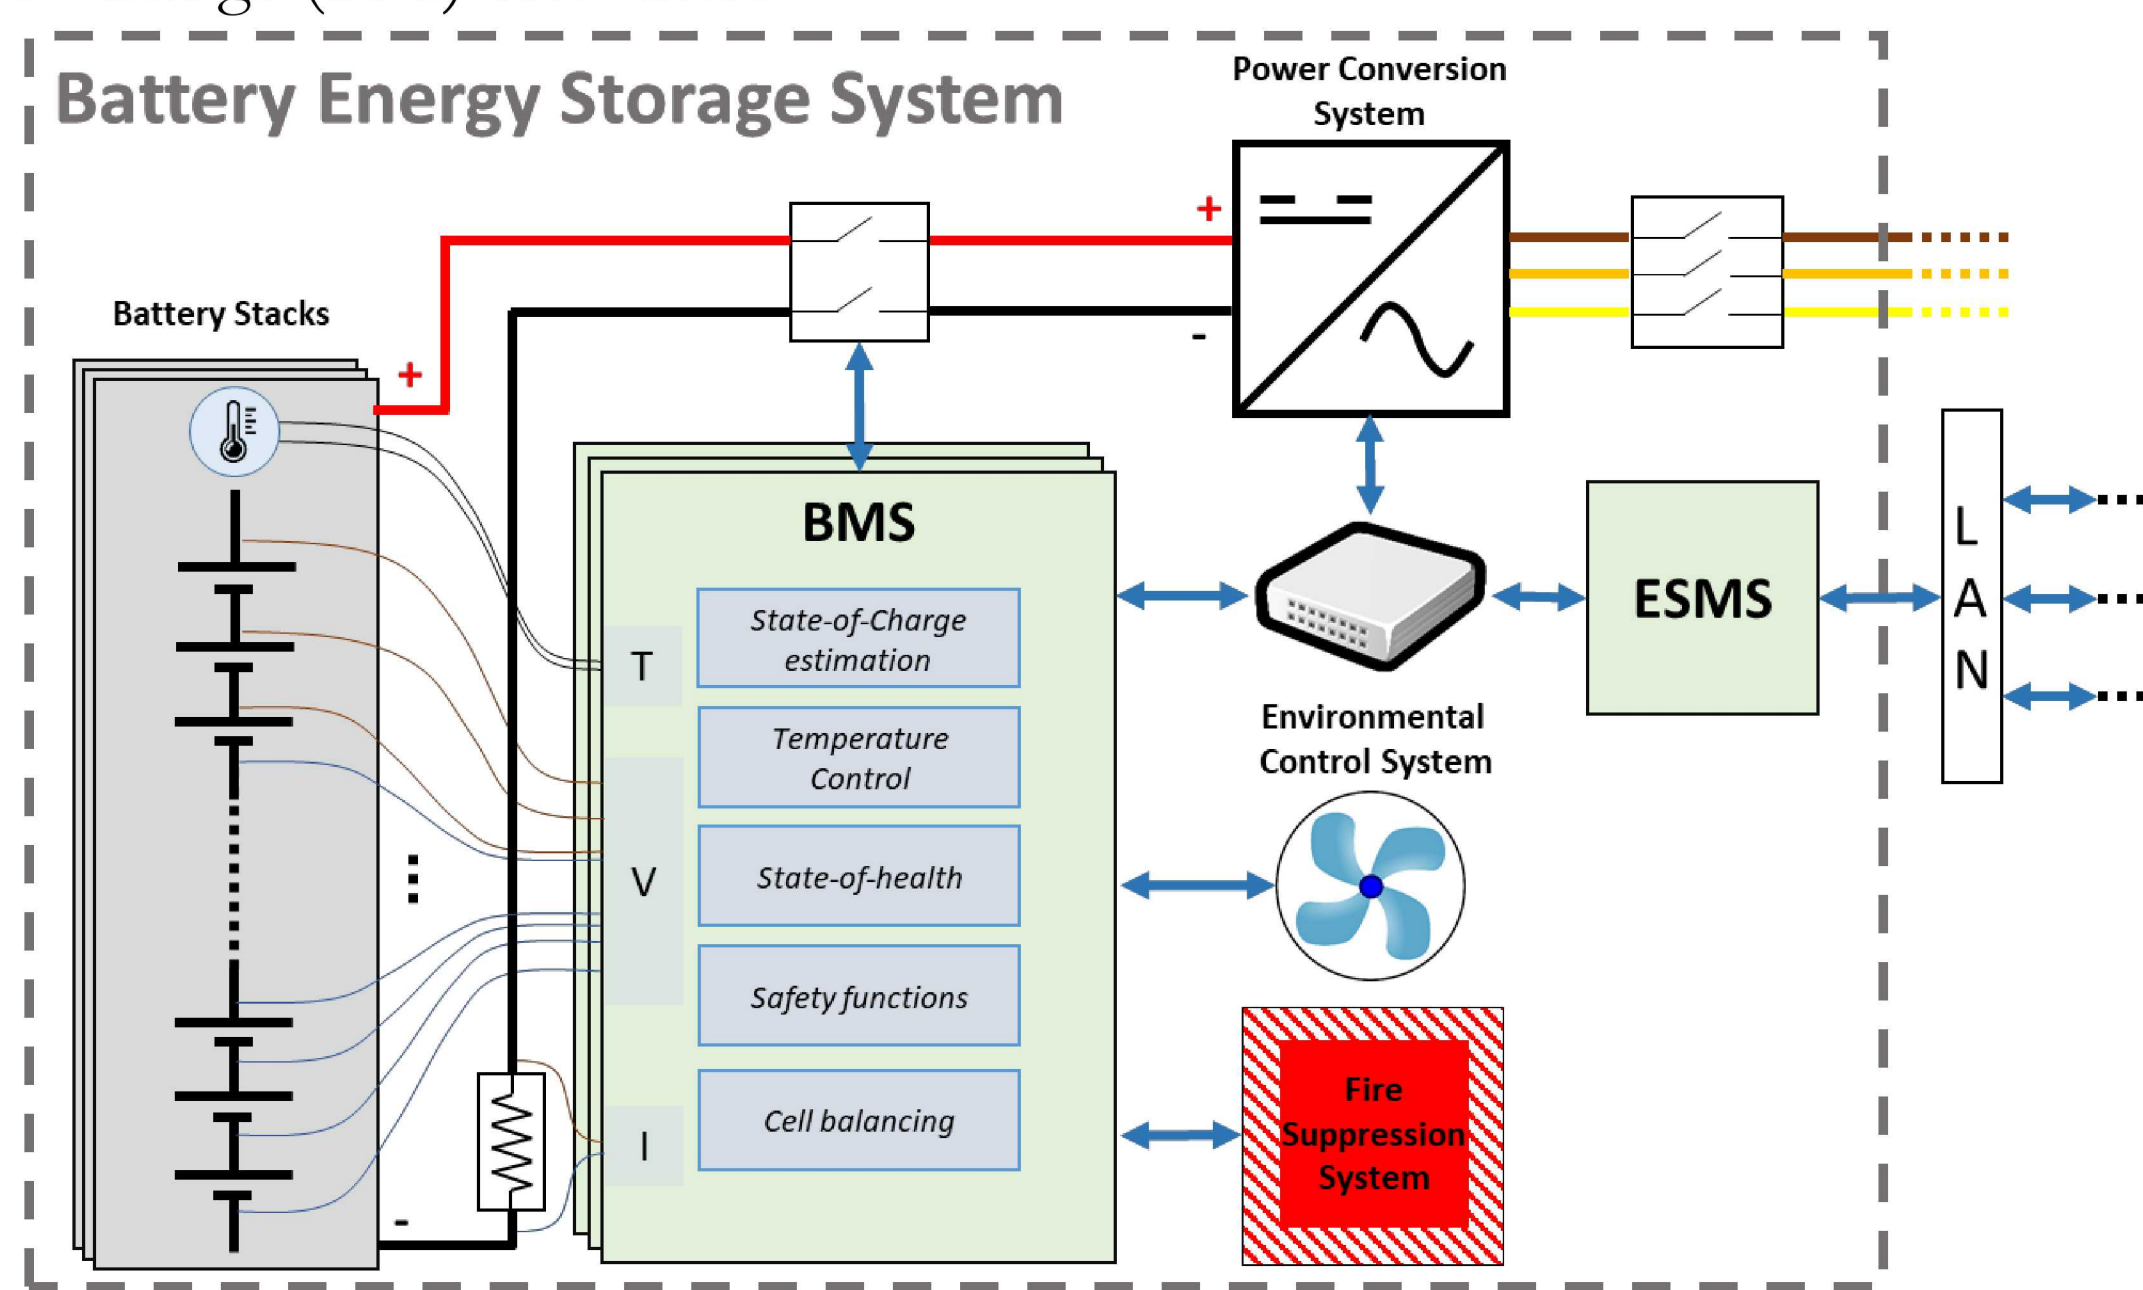 Battery Energy Storage System
Power Conversion
System
+
-
Battery Stacks
+
-
BMS
T
V
I
State-of-Charge
estimation
Temperature
Control
State-of-health
Safety functions
Cell balancing
ESMS
L
A
N
Environmental
Control System
Fire
Suppression
System